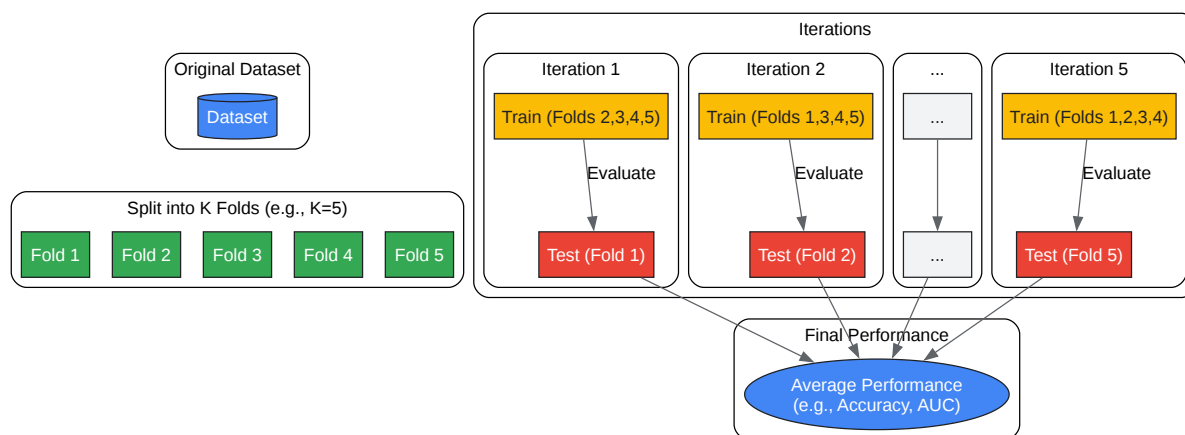 Original Dataset
Dataset
Split into K Folds (e.g., K=5)
Fold 1
Fold 2
Fold 3
Fold 4
Fold 5
Iterations
Iteration 1
Train (Folds 2,3,4,5)
Evaluate
Test (Fold 1)
Iteration 2
Train (Folds 1,3,4,5)
Evaluate
Test (Fold 2)
...
...
...
Iteration 5
Train (Folds 1,2,3,4)
Evaluate
Test (Fold 5)
Final Performance
Average Performance
(e.g., Accuracy, AUC)